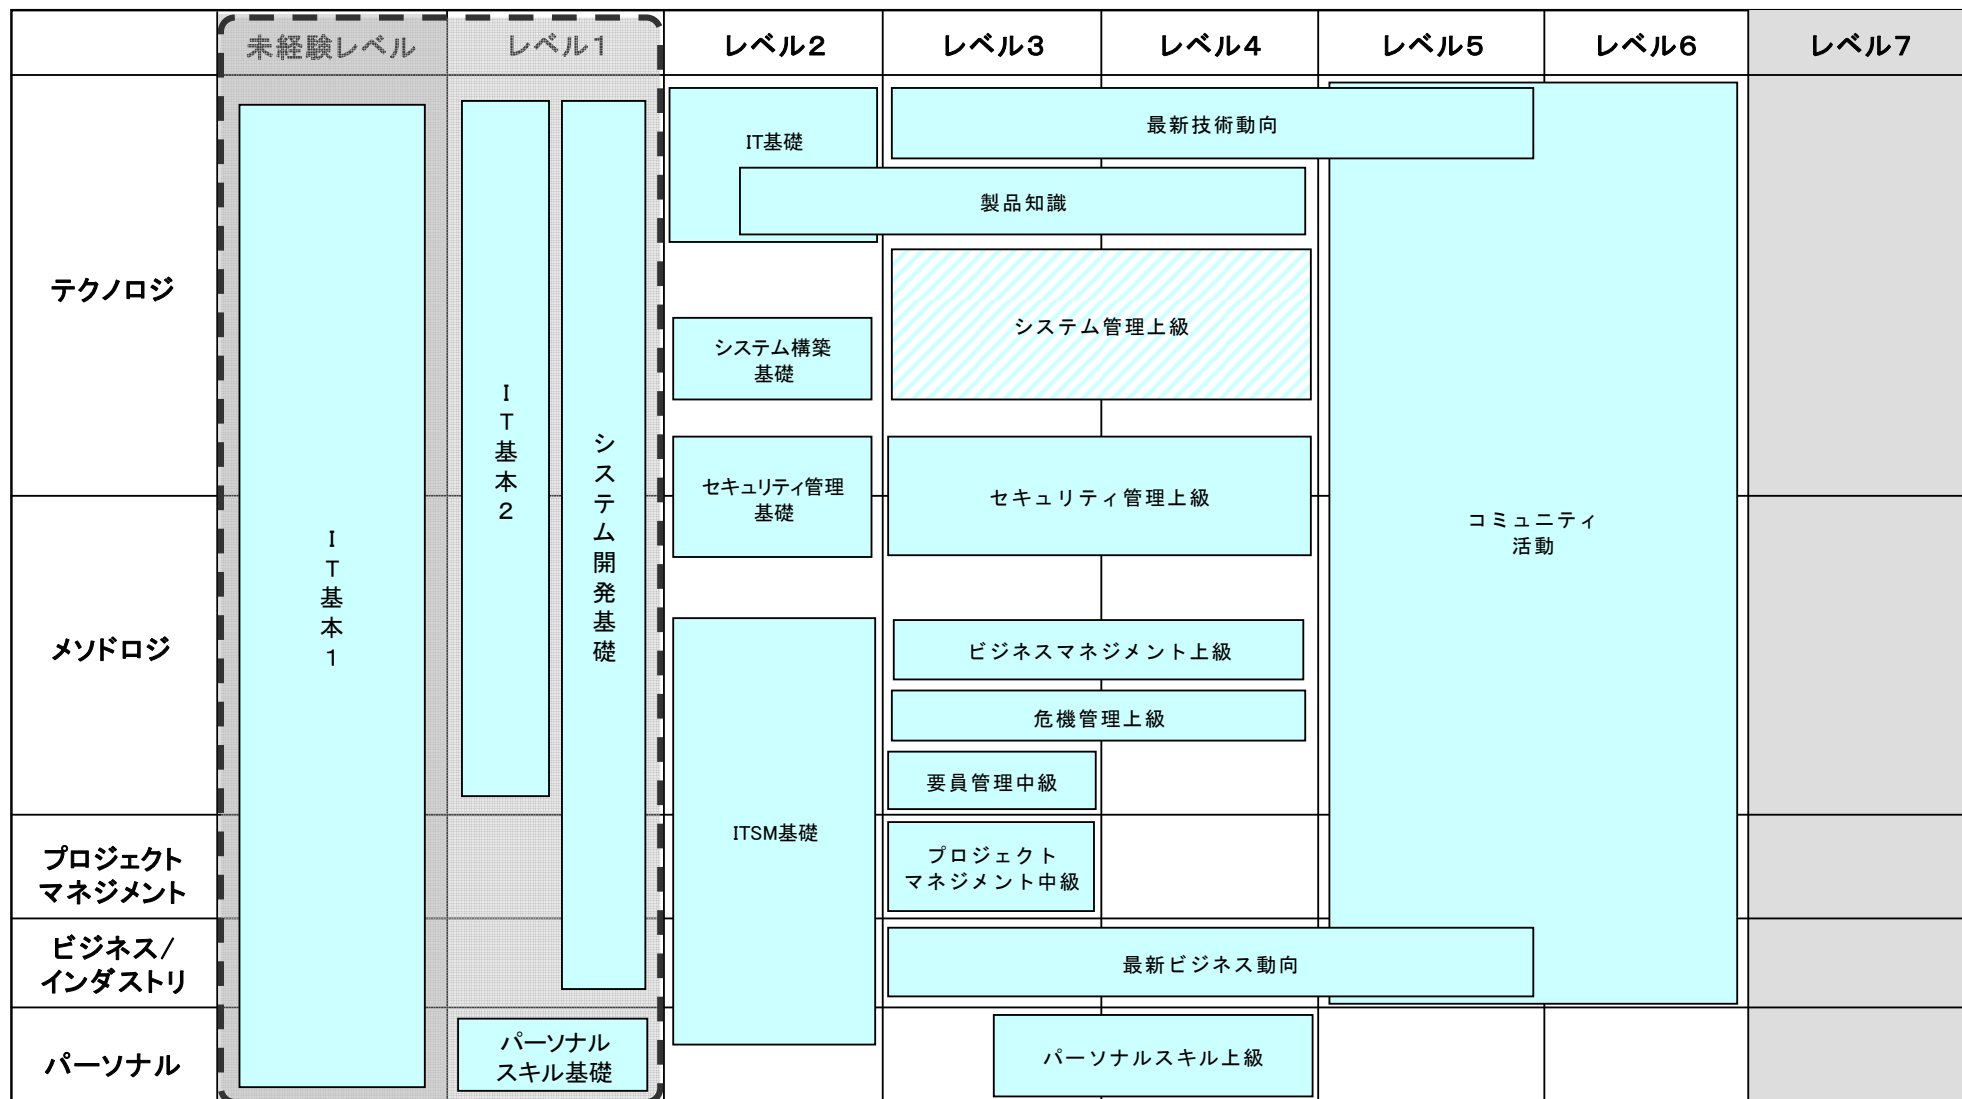 未経験レベル
レベル１
レベル２
レベル３
レベル４
レベル５
レベル６
レベル７
テクノロジ
メソドロジ
プロジェクト
マネジメント
ビジネス/
インダストリ
パーソナル
ＩＴ基本１
ＩＴ基本２
システム開発基礎
パーソナル
スキル基礎
IT基礎
最新技術動向
製品知識
システム管理上級
システム構築
基礎
セキュリティ管理
基礎
セキュリティ管理上級
コミュニティ
活動
ビジネスマネジメント上級
危機管理上級
要員管理中級
ITSM基礎
プロジェクト
マネジメント中級
最新ビジネス動向
パーソナルスキル上級